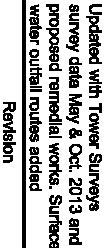 Updated with Tower Surveys
survey data May & Oct. 2013 and
proposed remedial works. Surface
water outfall routes added
Revision